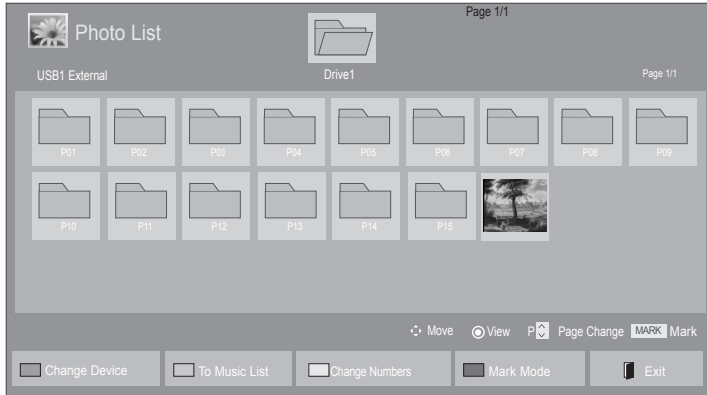 Page 1/1
Photo List
USB1 External
Drive1
Page 1/1
P01 P02 P03 P04 P05 P06 P07 P08 P09
P10 P11 P12 P13 P14 P15
Move View P Page Change MARK Mark
Change Device To Music List Change Numbers Mark Mode Exit